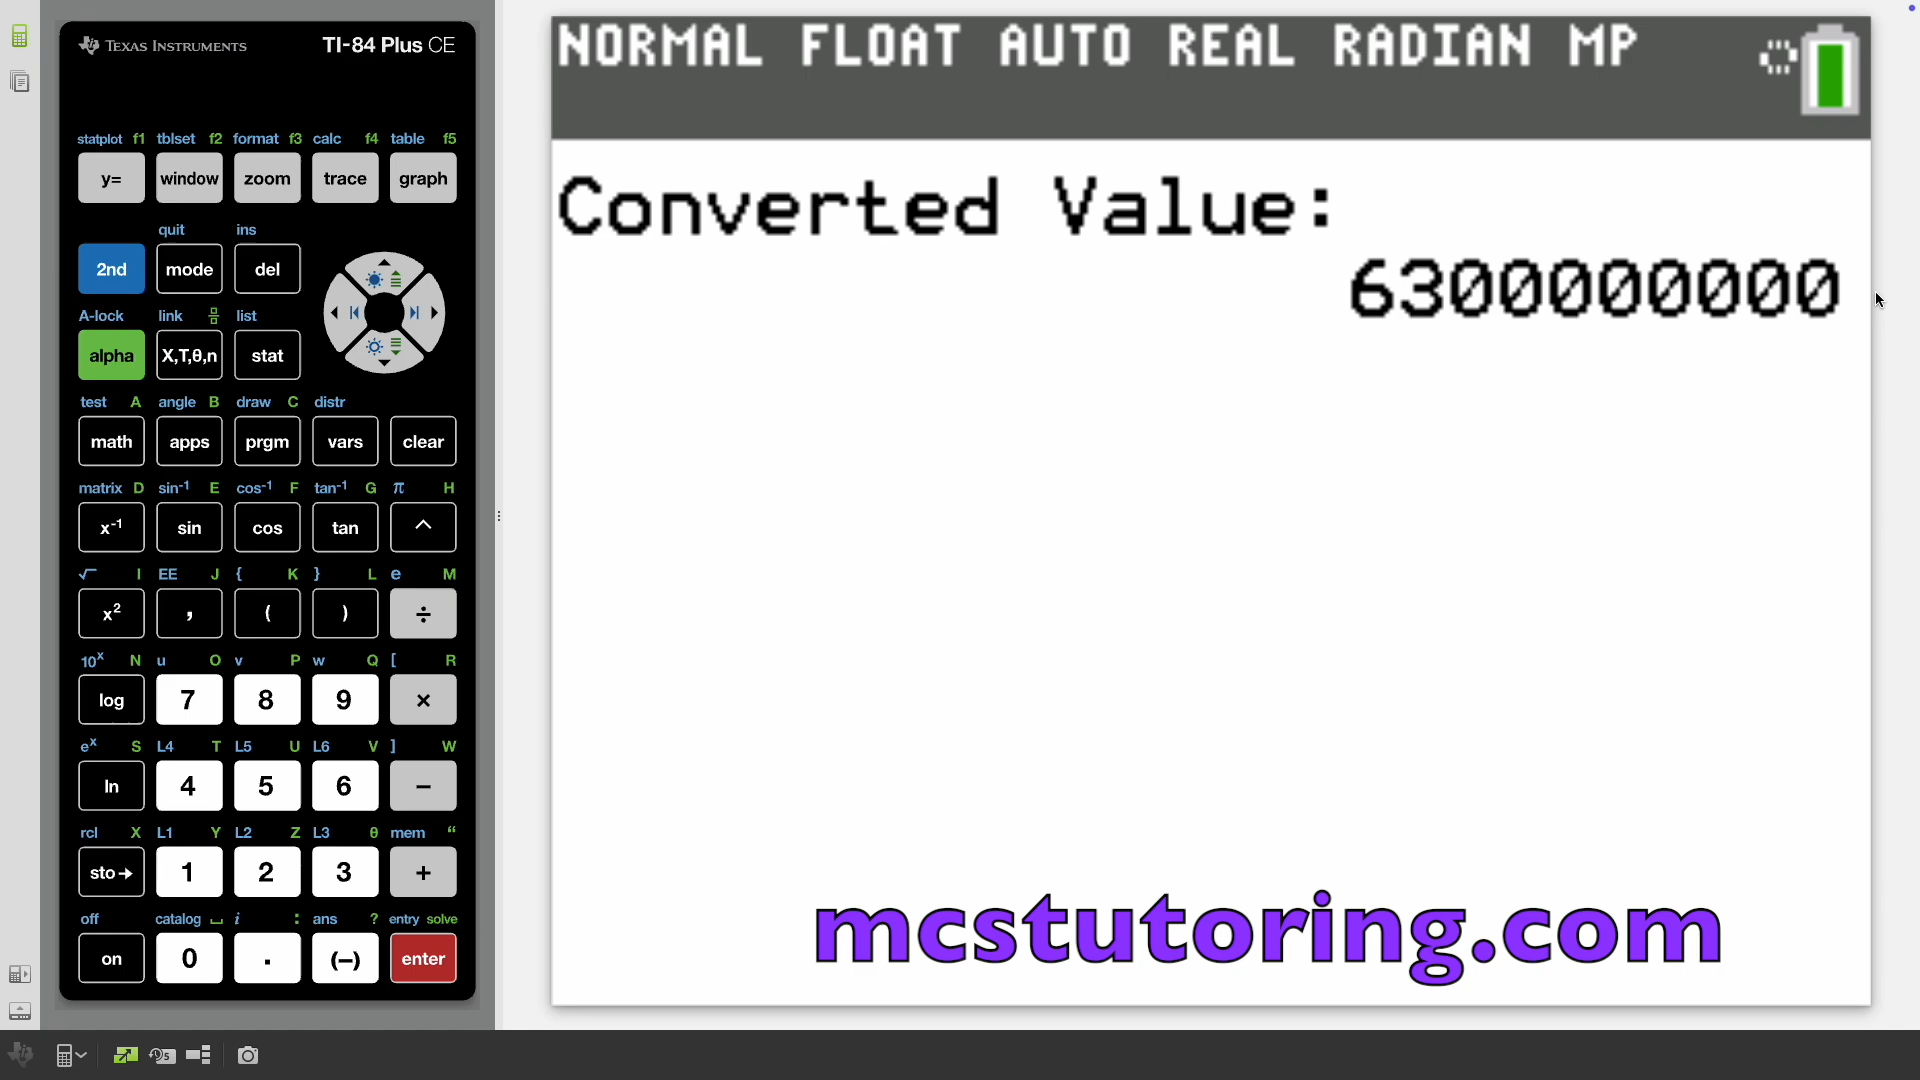 TEXAS INSTRUMENTS TI-84 Plus CE
statplot f1 tblset f2 format f3 calc f4 table f5
y= window zoom trace graph
quit ins
2nd mode del
A-lock link list
alpha X,T,θ,n stat
test A angle B draw C distr
math apps prgm vars clear
matrix D sin-1 E cos-1 F tan-1 G π H
x-1 sin cos tan ^
√ I EE J { K } L e M
x2 , ( ) ÷
10x N u O v P w Q [ R
log 7 8 9 ×
ex S L4 T L5 U L6 V ] W
ln 4 5 6 −
rcl X L1 Y L2 Z L3 θ mem “
sto→ 1 2 3 +
off catalog ⎵ i : ans ? entry solve
on 0 . (−) enter
NORMAL FLOAT AUTO REAL RADIAN MP
Converted Value:
6300000000
mcstutoring.com